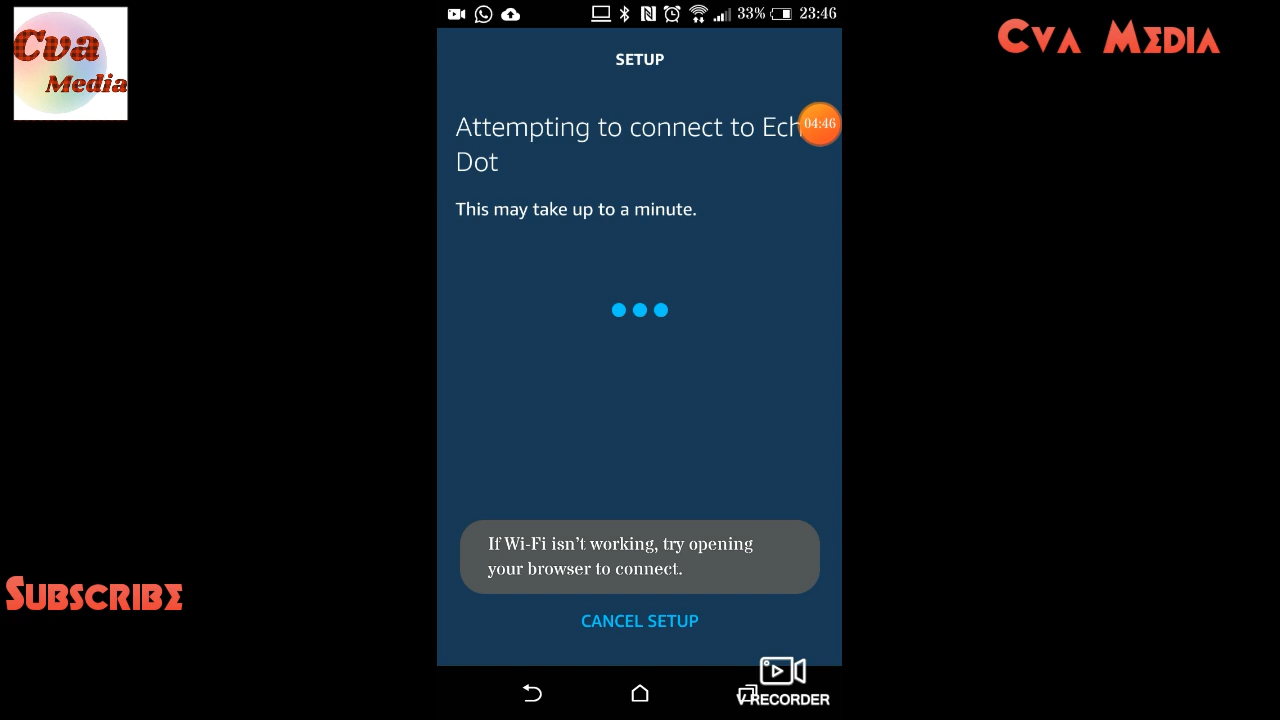 Cva
Media
33% 23:46
Cva Media
SETUP
04:46
Attempting to connect to Ech
Dot
This may take up to a minute.
If Wi-Fi isn't working, try opening
your browser to connect.
Subscribe
CANCEL SETUP
V RECORDER